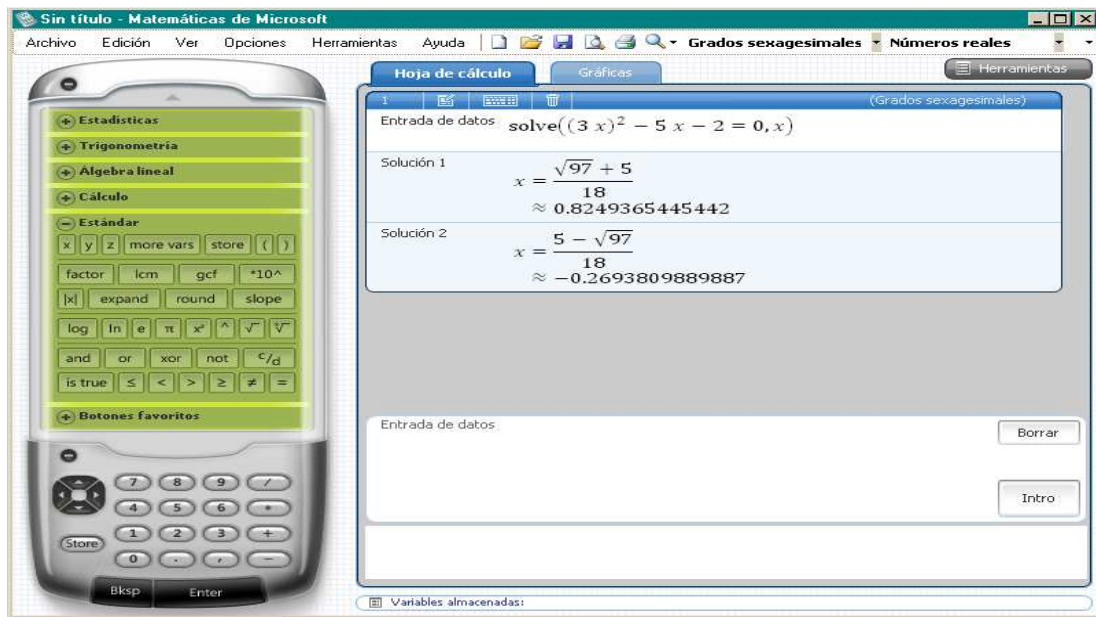 Sin título - Matemáticas de Microsoft
Archivo Edición Ver Opciones Herramientas Ayuda Grados sexagesimales Números reales
Hoja de cálculo Gráficas Herramientas
1 (Grados sexagesimales)
Entrada de datos solve((3 x)² − 5 x − 2 = 0, x)
Solución 1
x = (√97 + 5)/18
≈ 0.8249365445442
Solución 2
x = (5 − √97)/18
≈ −0.2693809889887
Entrada de datos
Borrar
Intro
Variables almacenadas:
Estadísticas
Trigonometría
Álgebra lineal
Cálculo
Estándar
x y z more vars store ( )
factor lcm gcf *10^
|x| expand round slope
log ln e π x² ^ √ ∜
and or xor not c/d
is true ≤ < > ≥ ≠ =
Botones favoritos
7 8 9 /
4 5 6 *
Store 1 2 3 +
0 . , −
Bksp Enter